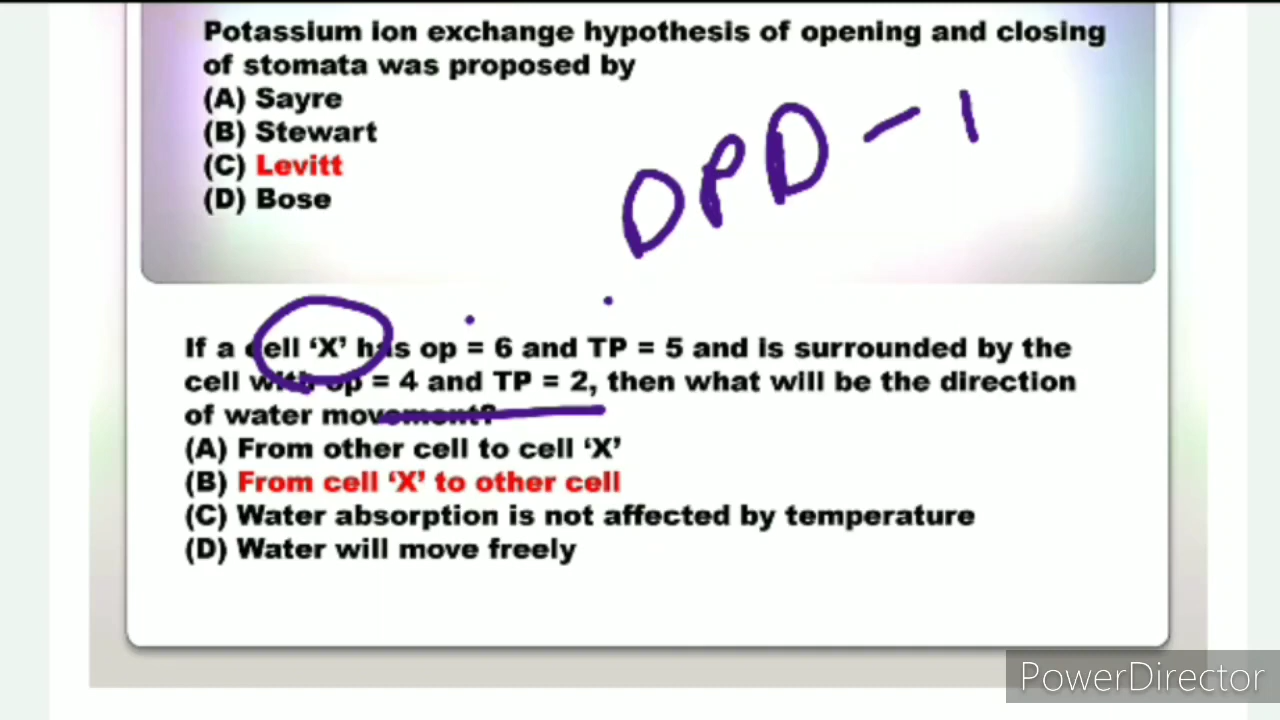 Potassium ion exchange hypothesis of opening and closing
of stomata was proposed by
(A) Sayre
(B) Stewart
(C) Levitt
(D) Bose
DPD - 1
If a cell ‘X’ has op = 6 and TP = 5 and is surrounded by the
cell with op = 4 and TP = 2, then what will be the direction
of water movement?
(A) From other cell to cell ‘X’
(B) From cell ‘X’ to other cell
(C) Water absorption is not affected by temperature
(D) Water will move freely
PowerDirector